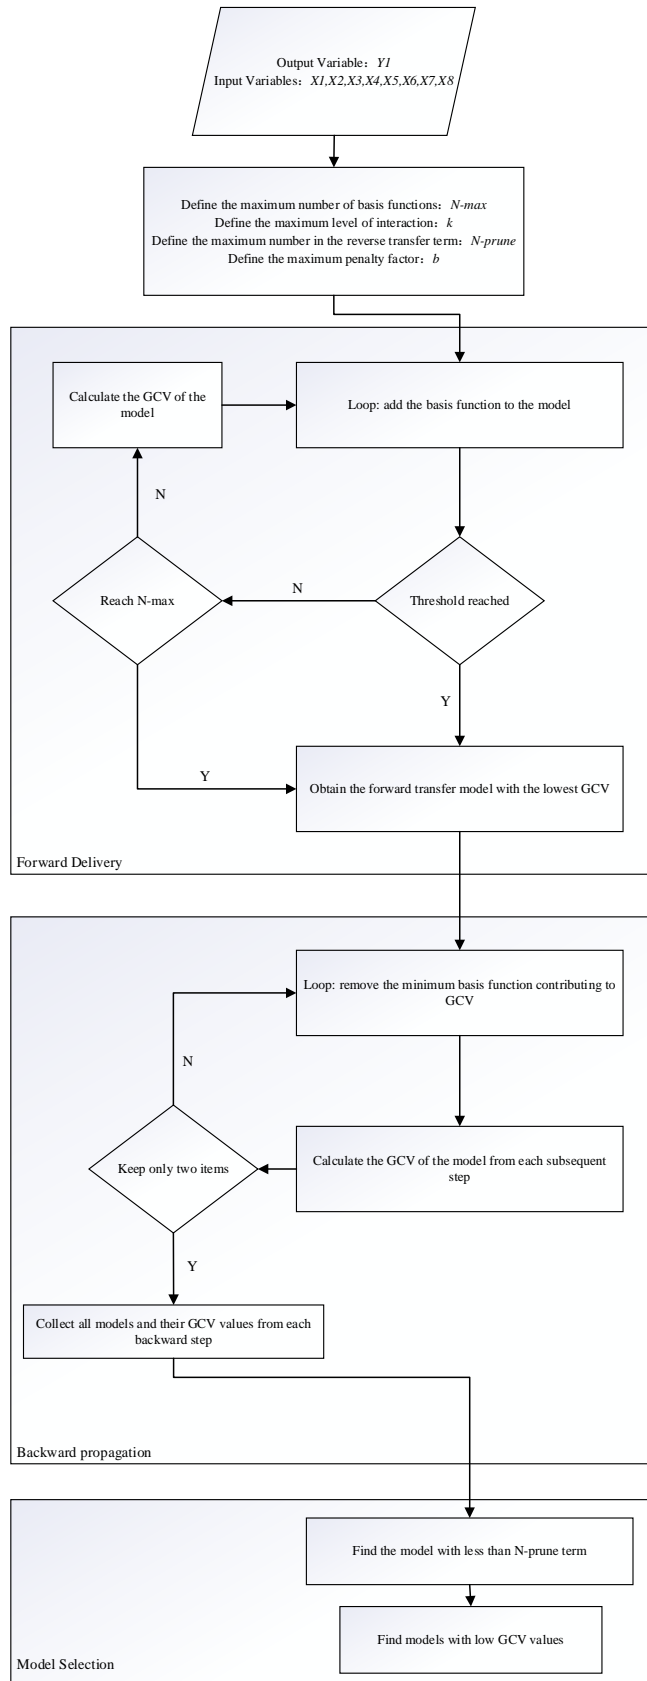 Output Variable：Y1
Input Variables：X1,X2,X3,X4,X5,X6,X7,X8
Define the maximum number of basis functions：N-max
Define the maximum level of interaction：k
Define the maximum number in the reverse transfer term：N-prune
Define the maximum penalty factor：b
Calculate the GCV of the
model
Loop: add the basis function to the model
N
Reach N-max
N
Threshold reached
Y
Y
Obtain the forward transfer model with the lowest GCV
Forward Delivery
Loop: remove the minimum basis function contributing to
GCV
N
Keep only two items
Calculate the GCV of the model from each subsequent
step
Y
Collect all models and their GCV values from each
backward step
Backward propagation
Find the model with less than N-prune term
Find models with low GCV values
Model Selection